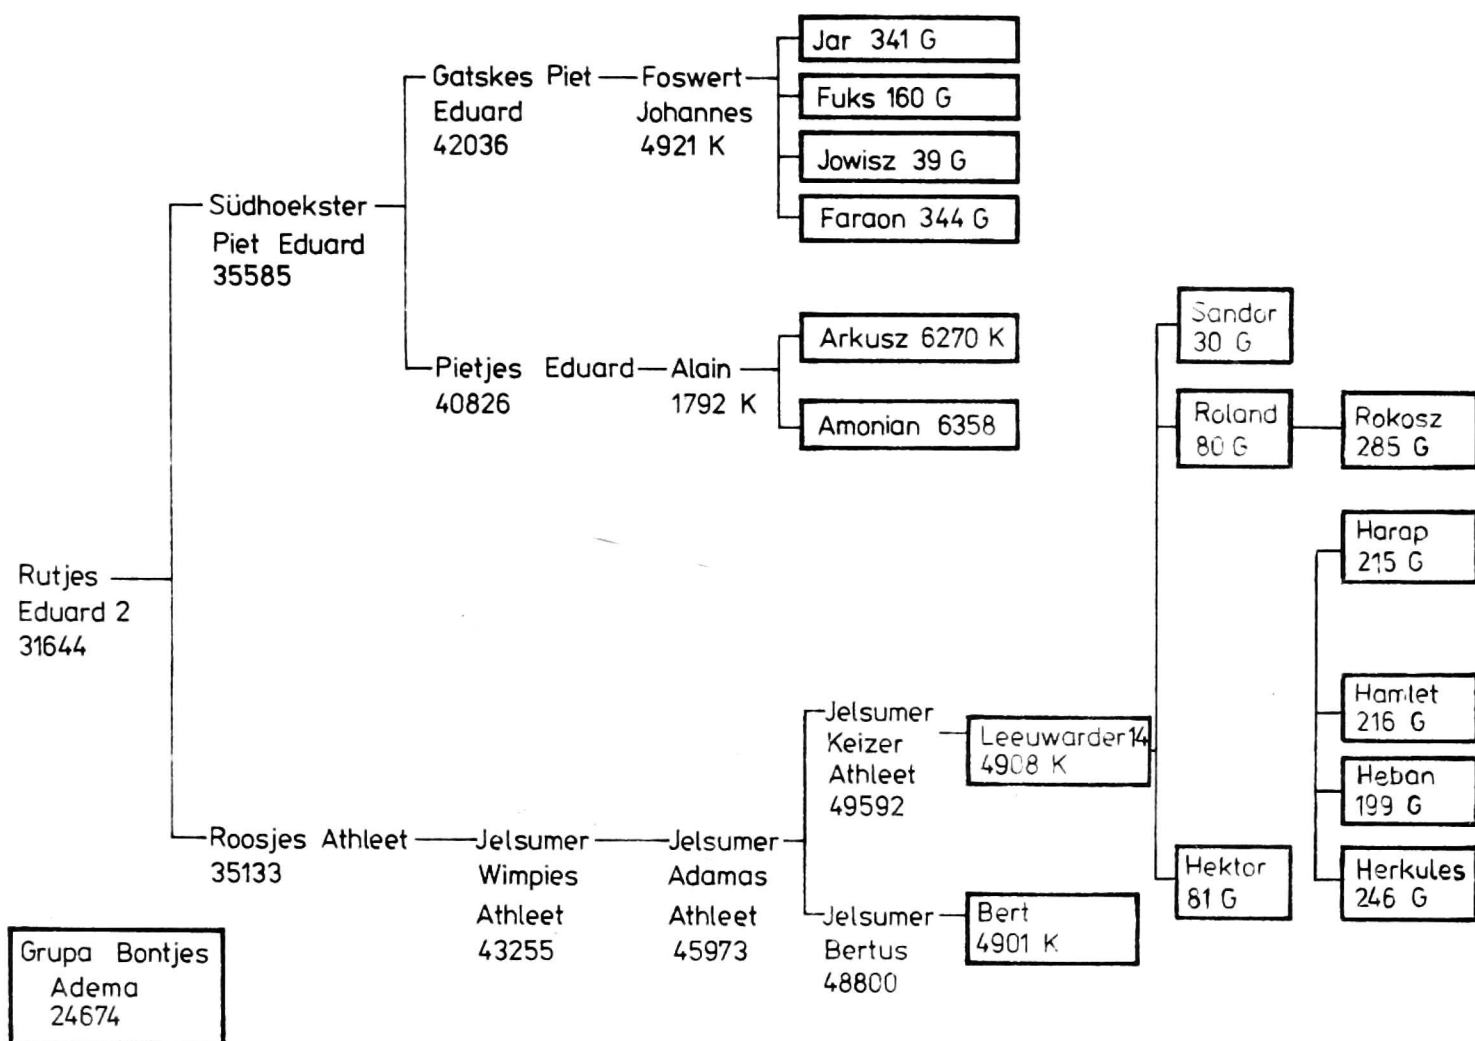 Jar 341 G
Gatskes Piet
Eduard
42036
Foswert
Johannes
4921 K
Fuks 160 G
Jowisz 39 G
Faraon 344 G
Südhoekster
Piet Eduard
35585
Pietjes Eduard
40826
Alain
1792 K
Arkusz 6270 K
Amonian 6358
Sandor
30 G
Roland
80 G
Rokosz
285 G
Harap
215 G
Rutjes
Eduard 2
31644
Hamlet
216 G
Jelsumer
Keizer
Athleet
49592
Leeuwarder 14
4908 K
Heban
199 G
Roosjes Athleet
35133
Jelsumer
Wimpies
Athleet
43255
Jelsumer
Adamas
Athleet
45973
Hektor
81 G
Herkules
246 G
Jelsumer
Bertus
48800
Bert
4901 K
Grupa Bontjes
Adema
24674